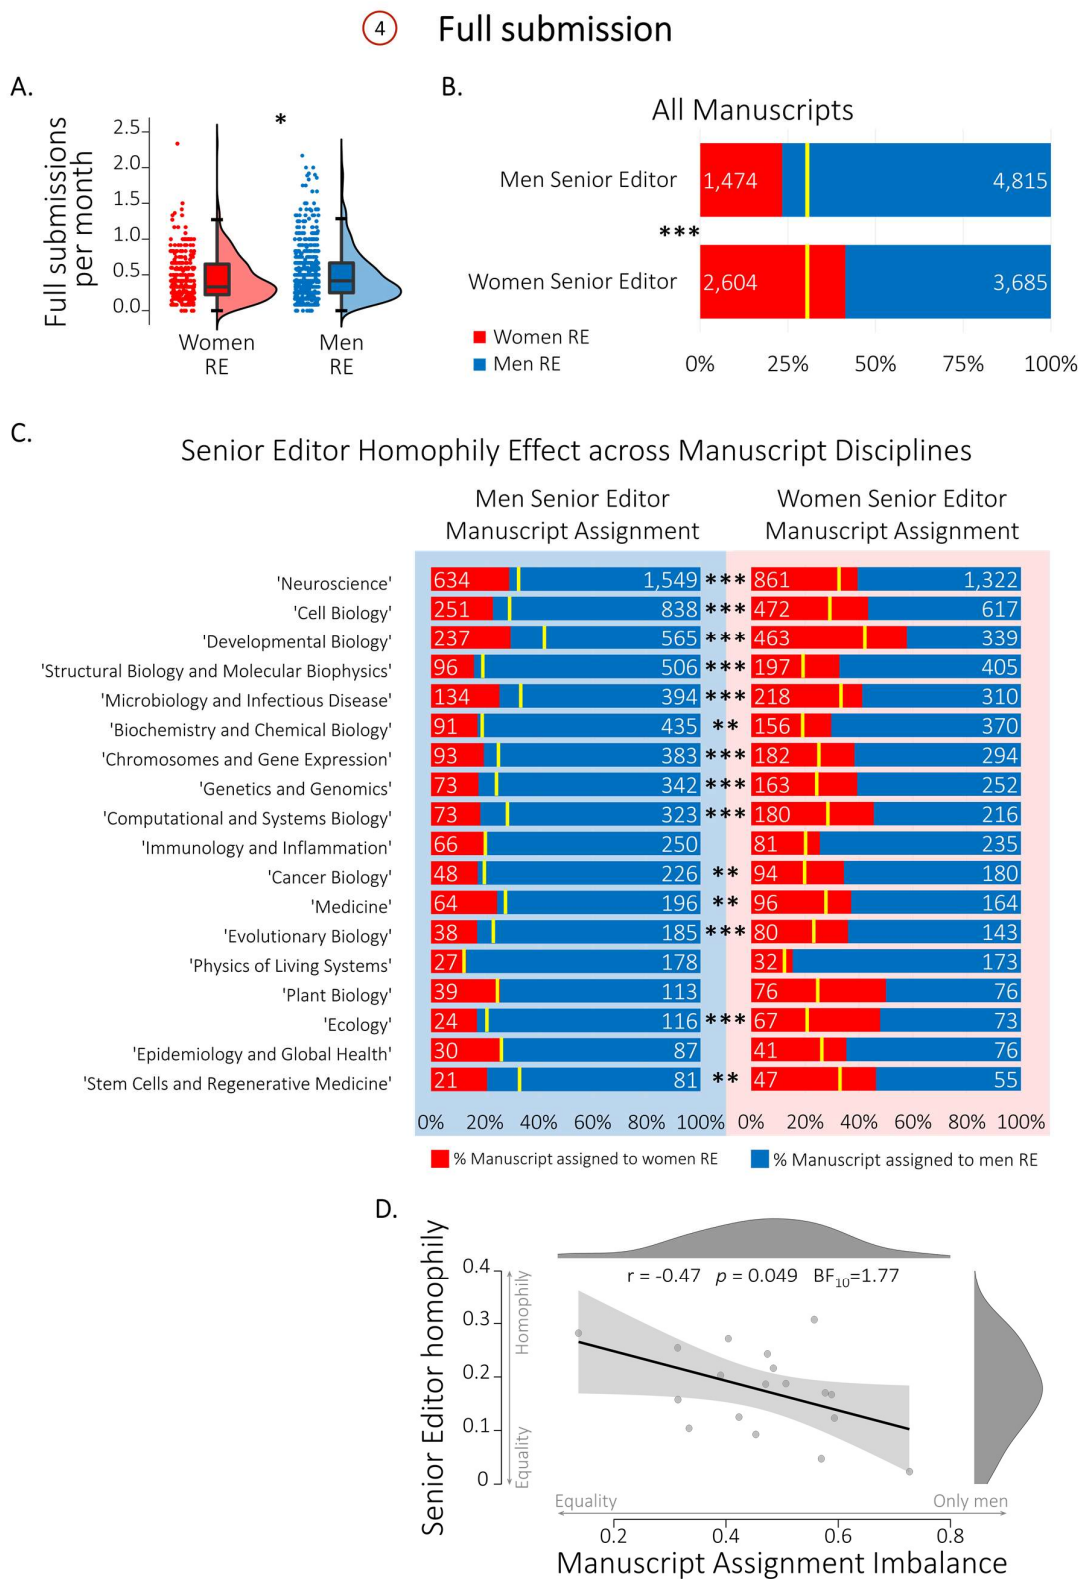 4 Full submission
A.
Full submissions
per month
2.5
2.0
1.5
1.0
0.5
0.0
*
Women
RE
Men
RE
B.
All Manuscripts
Men Senior Editor
1,474 4,815
***
Women Senior Editor
2,604 3,685
Women RE
Men RE
0% 25% 50% 75% 100%
C.
Senior Editor Homophily Effect across Manuscript Disciplines
Men Senior Editor
Manuscript Assignment
Women Senior Editor
Manuscript Assignment
'Neuroscience' 634 1,549 *** 861 1,322
'Cell Biology' 251 838 *** 472 617
'Developmental Biology' 237 565 *** 463 339
'Structural Biology and Molecular Biophysics' 96 506 *** 197 405
'Microbiology and Infectious Disease' 134 394 *** 218 310
'Biochemistry and Chemical Biology' 91 435 ** 156 370
'Chromosomes and Gene Expression' 93 383 *** 182 294
'Genetics and Genomics' 73 342 *** 163 252
'Computational and Systems Biology' 73 323 *** 180 216
'Immunology and Inflammation' 66 250 81 235
'Cancer Biology' 48 226 ** 94 180
'Medicine' 64 196 ** 96 164
'Evolutionary Biology' 38 185 *** 80 143
'Physics of Living Systems' 27 178 32 173
'Plant Biology' 39 113 76 76
'Ecology' 24 116 *** 67 73
'Epidemiology and Global Health' 30 87 41 76
'Stem Cells and Regenerative Medicine' 21 81 ** 47 55
0% 20% 40% 60% 80% 100% 0% 20% 40% 60% 80% 100%
% Manuscript assigned to women RE % Manuscript assigned to men RE
D.
Senior Editor homophily
0.4
0.3
0.2
0.1
0
Homophily
Equality
r = -0.47 p = 0.049 BF₁₀=1.77
Equality Only men
0.2 0.4 0.6 0.8
Manuscript Assignment Imbalance